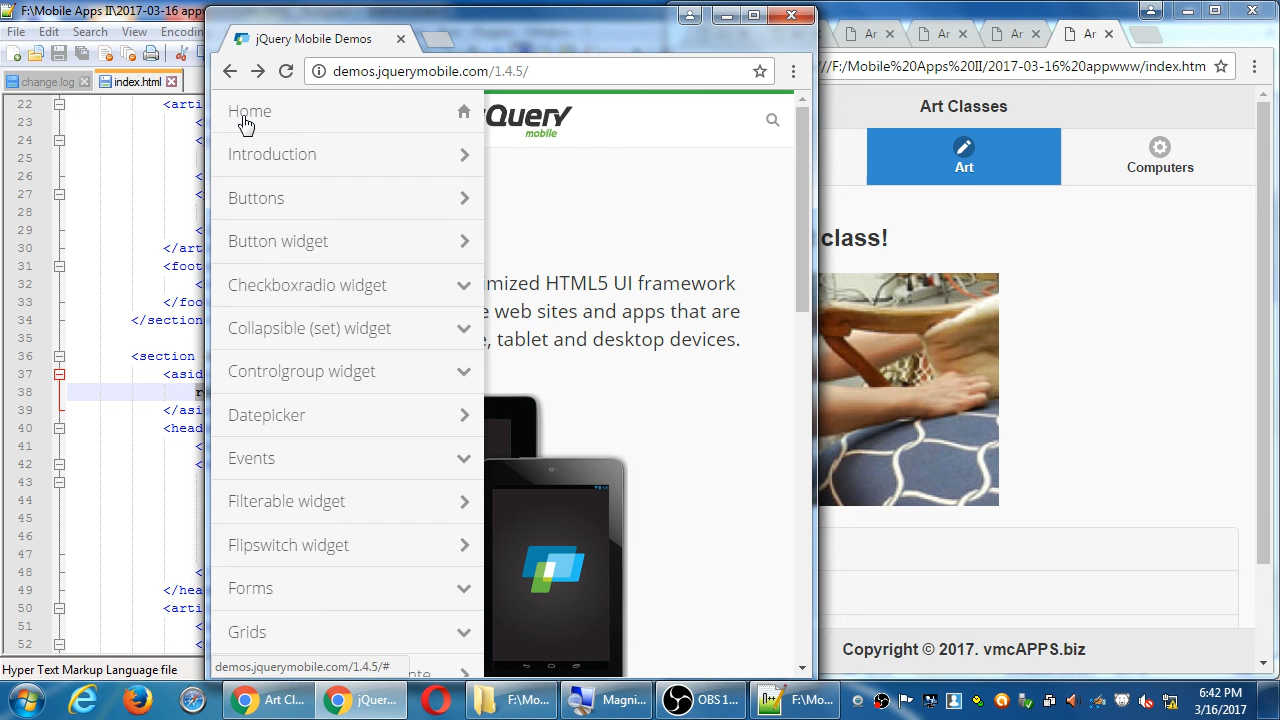 F:\Mobile Apps II\2017-03-16 app
File Edit Search View Encoding
change.log
index.html
22 <arti
23 <
24 <
25
26 <
27 <
28
29 <
30 </art
31 <foot
32 <
33 </foo
34 </section
35
36 <section
37 <asid
38 r
39 </asi
40 <head
41 <
42 <
43
44
45
46
47
48 <
49 </hea
50 <arti
51 <
52
Hyper Text Markup Language file
jQuery Mobile Demos
demos.jquerymobile.com/1.4.5/
Home
Introduction
Buttons
Button widget
Checkboxradio widget
Collapsible (set) widget
Controlgroup widget
Datepicker
Events
Filterable widget
Flipswitch widget
Forms
Grids
demos.jquerymobile.com/1.4.5/#
Query
mobile
mized HTML5 UI framework
e web sites and apps that are
e, tablet and desktop devices.
Ar
Ar
Ar
Ar
///F:/Mobile%20Apps%20II/2017-03-16%20appwww/index.htm
Art Classes
Art
Computers
class!
Copyright © 2017. vmcAPPS.biz
Art Cl...
jQuer...
F:\Mo...
Magni...
OBS 1...
F:\Mo...
6:42 PM
3/16/2017